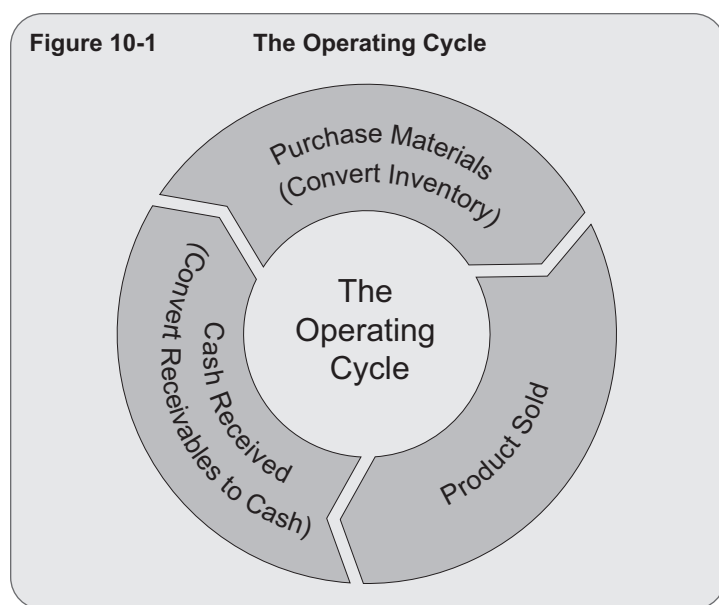 Figure 10-1 The Operating Cycle
Purchase Materials
(Convert Inventory)
Product Sold
Cash Received
(Convert Receivables to Cash)
The
Operating
Cycle